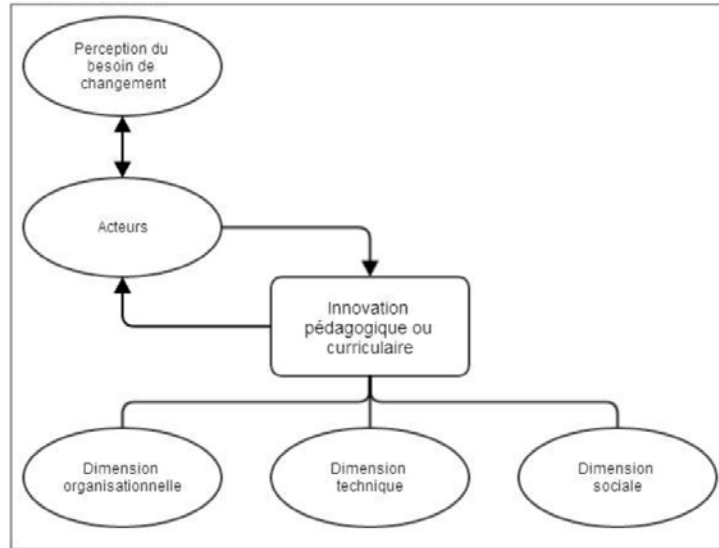 Perception du
besoin de
changement
Acteurs
Innovation
pédagogique ou
curriculaire
Dimension
organisationnelle
Dimension
technique
Dimension
sociale